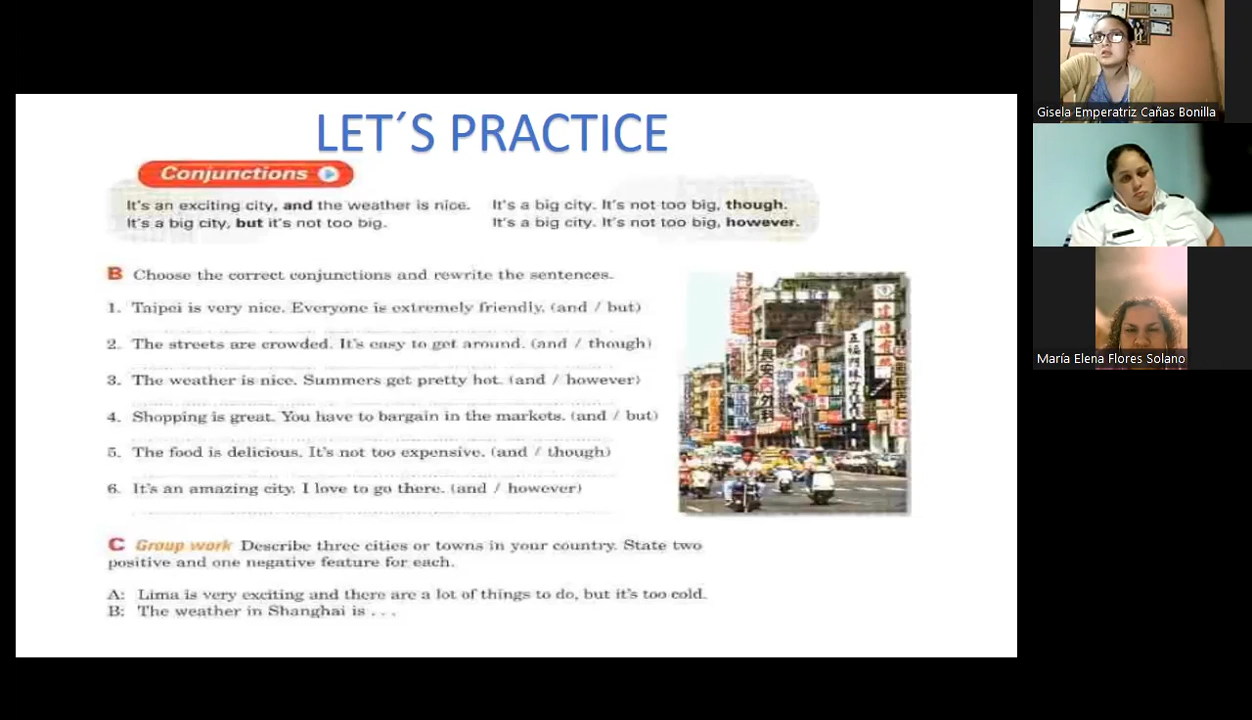 LET´S PRACTICE
Conjunctions
It's an exciting city, and the weather is nice. It's a big city. It's not too big, though.
It's a big city, but it's not too big. It's a big city. It's not too big, however.
B Choose the correct conjunctions and rewrite the sentences.
1. Taipei is very nice. Everyone is extremely friendly. (and / but)
2. The streets are crowded. It's easy to get around. (and / though)
3. The weather is nice. Summers get pretty hot. (and / however)
4. Shopping is great. You have to bargain in the markets. (and / but)
5. The food is delicious. It's not too expensive. (and / though)
6. It's an amazing city. I love to go there. (and / however)
C Group work Describe three cities or towns in your country. State two
positive and one negative feature for each.
A: Lima is very exciting and there are a lot of things to do, but it's too cold.
B: The weather in Shanghai is . . .
Gisela Emperatriz Cañas Bonilla
María Elena Flores Solano